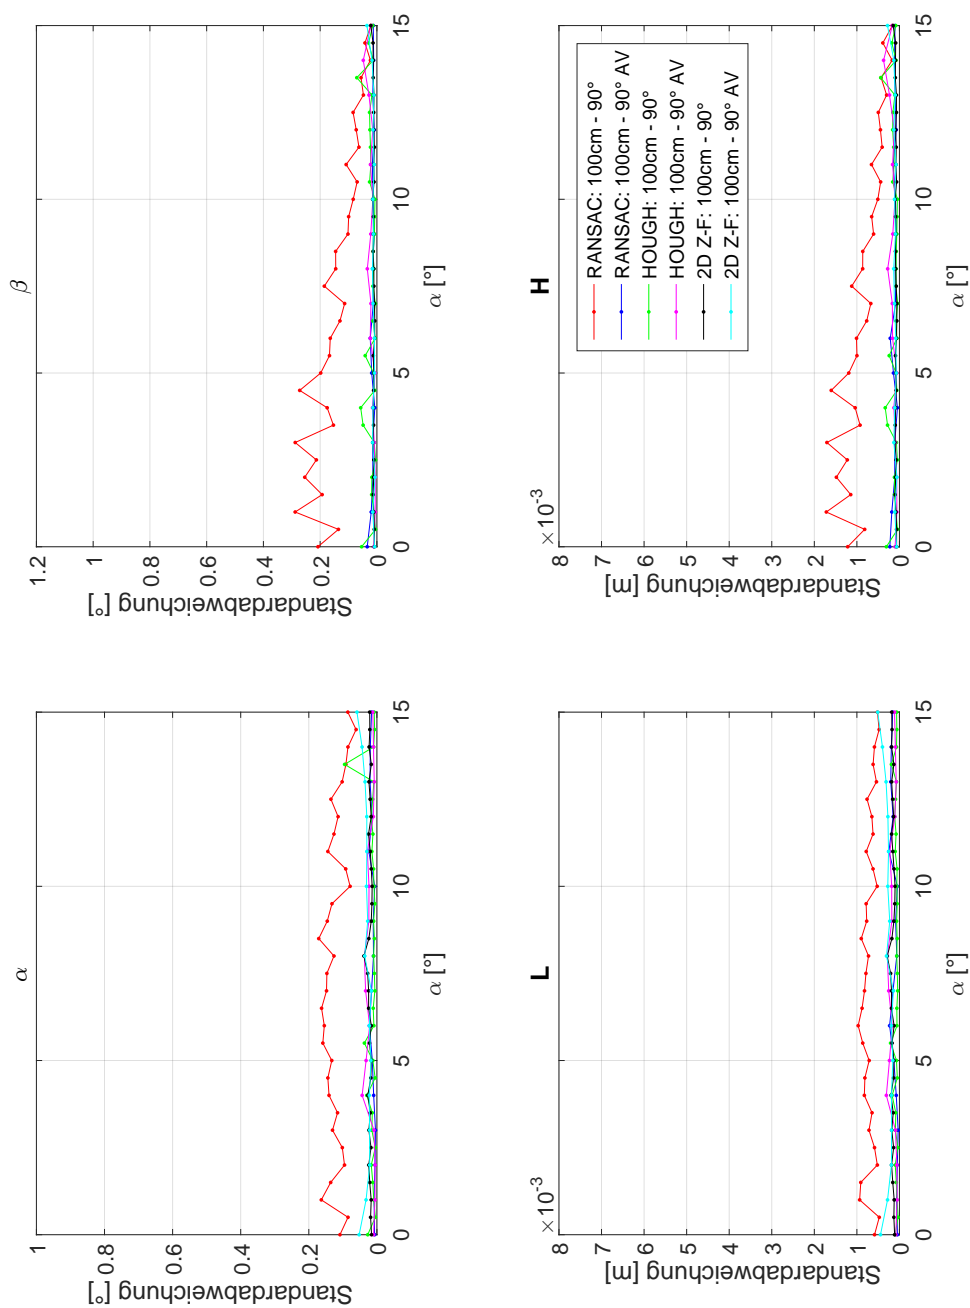 α
1
0.8
0.6
0.4
0.2
0
Standardabweichung [°]
0
5
10
15
α [°]
β
1.2
1
0.8
0.6
0.4
0.2
0
Standardabweichung [°]
0
5
10
15
α [°]
L
×10-3
8
7
6
5
4
3
2
1
0
Standardabweichung [m]
0
5
10
15
α [°]
H
×10-3
8
7
6
5
4
3
2
1
0
Standardabweichung [m]
0
5
10
15
α [°]
RANSAC: 100cm - 90°
RANSAC: 100cm - 90° AV
HOUGH: 100cm - 90°
HOUGH: 100cm - 90° AV
2D Z-F: 100cm - 90°
2D Z-F: 100cm - 90° AV